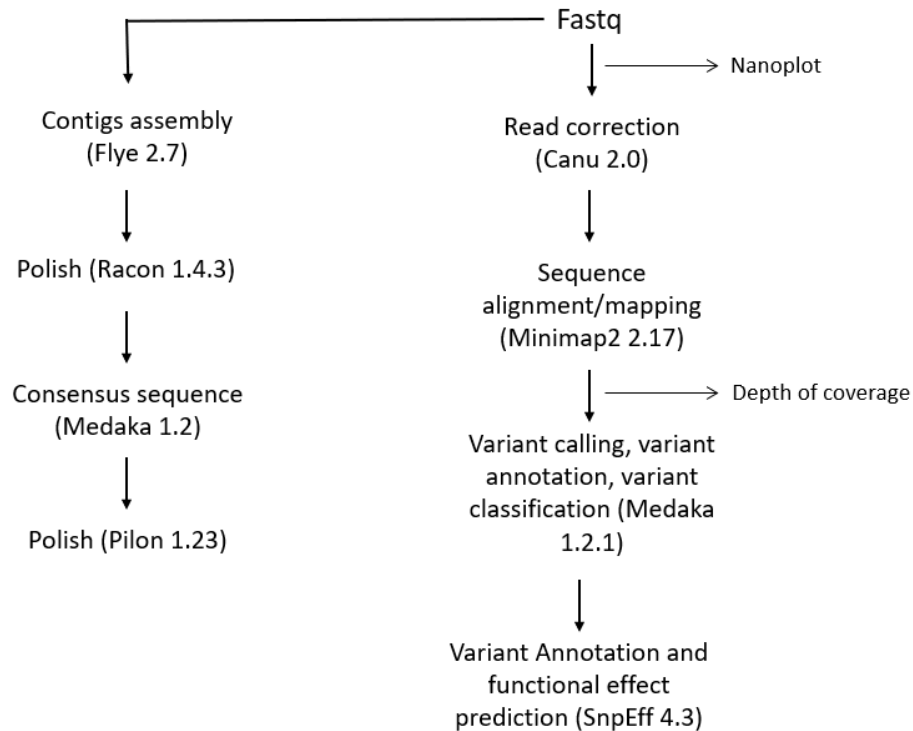 Fastq
Nanoplot
Contigs assembly
(Flye 2.7)
Read correction
(Canu 2.0)
Polish (Racon 1.4.3)
Sequence
alignment/mapping
(Minimap2 2.17)
Consensus sequence
(Medaka 1.2)
Depth of coverage
Variant calling, variant
annotation, variant
classification (Medaka
1.2.1)
Polish (Pilon 1.23)
Variant Annotation and
functional effect
prediction (SnpEff 4.3)